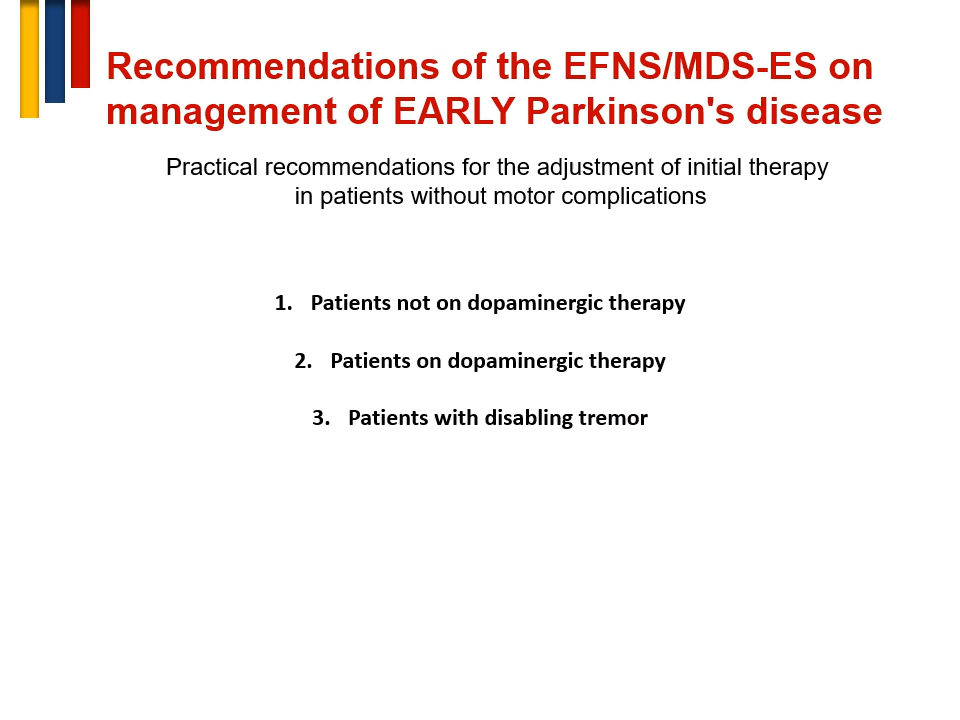 Recommendations of the EFNS/MDS-ES on
management of EARLY Parkinson's disease
Practical recommendations for the adjustment of initial therapy
in patients without motor complications
1. Patients not on dopaminergic therapy
2. Patients on dopaminergic therapy
3. Patients with disabling tremor